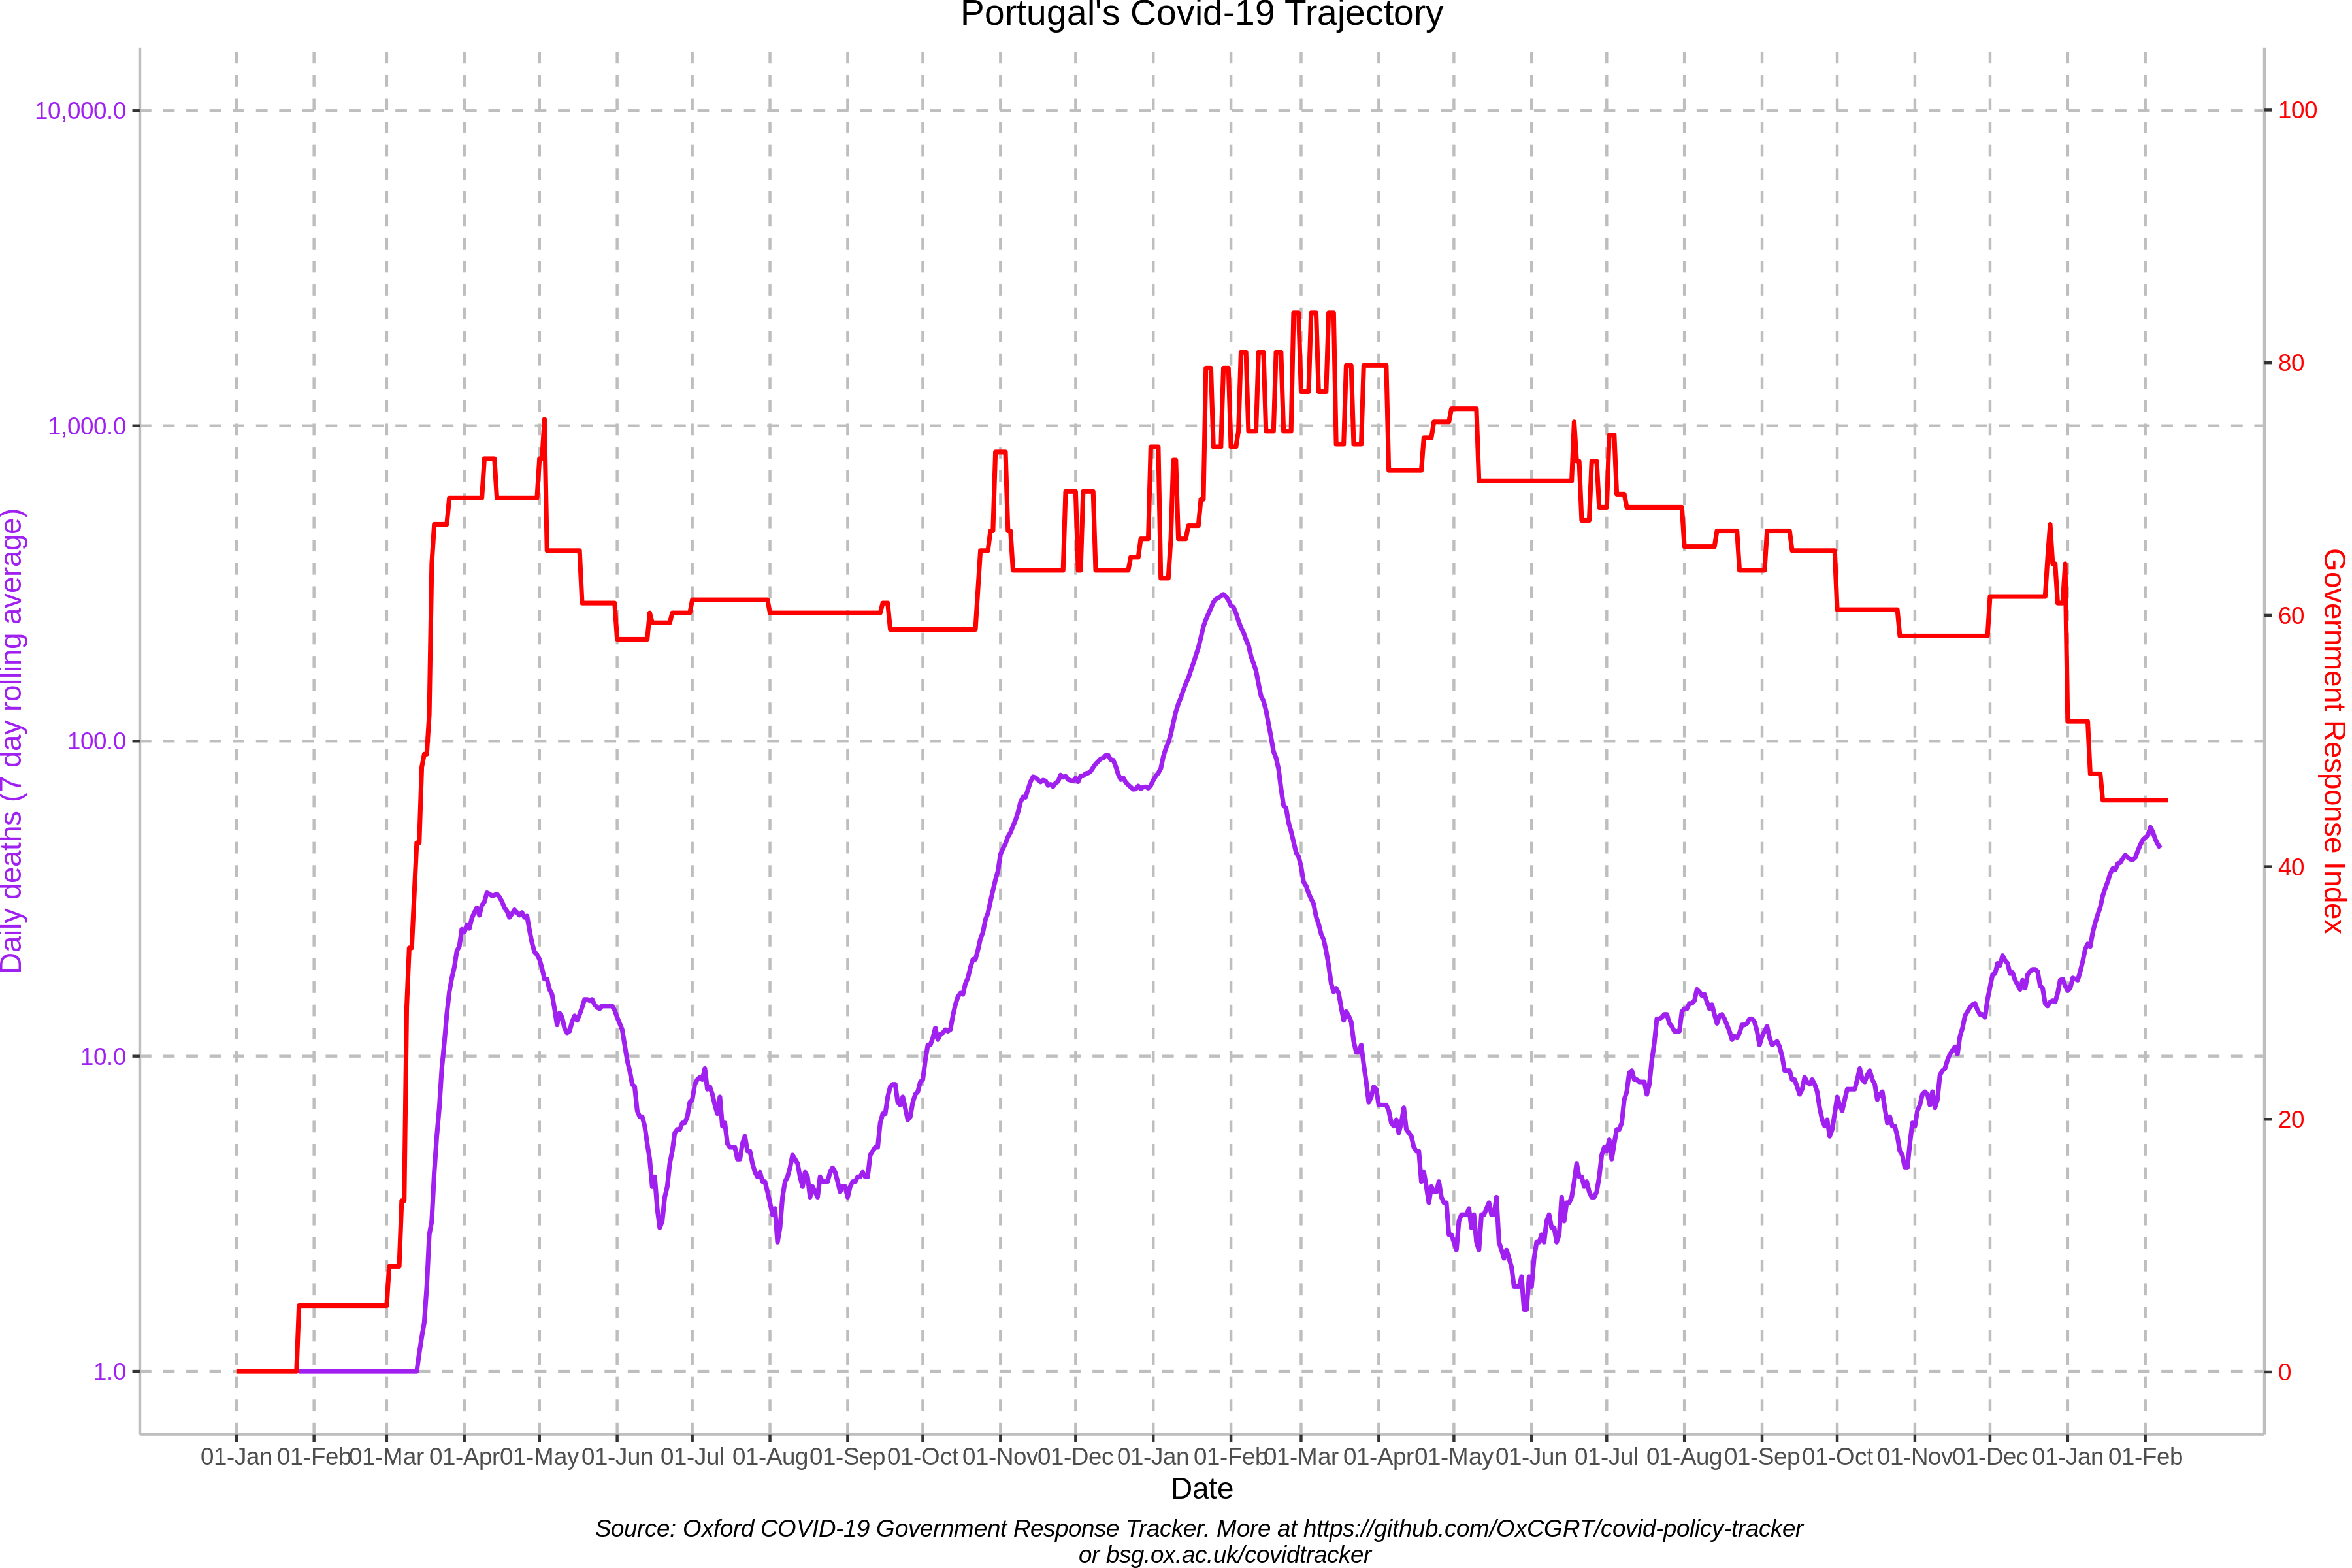 Portugal's Covid-19 Trajectory
10,000.0
1,000.0
100.0
10.0
1.0
Daily deaths (7 day rolling average)
100
80
60
40
20
0
Government Response Index
01-Jan 01-Feb 01-Mar 01-Apr 01-May 01-Jun 01-Jul 01-Aug 01-Sep 01-Oct 01-Nov 01-Dec 01-Jan 01-Feb 01-Mar 01-Apr 01-May 01-Jun 01-Jul 01-Aug 01-Sep 01-Oct 01-Nov 01-Dec 01-Jan 01-Feb
Date
Source: Oxford COVID-19 Government Response Tracker. More at https://github.com/OxCGRT/covid-policy-tracker
or bsg.ox.ac.uk/covidtracker